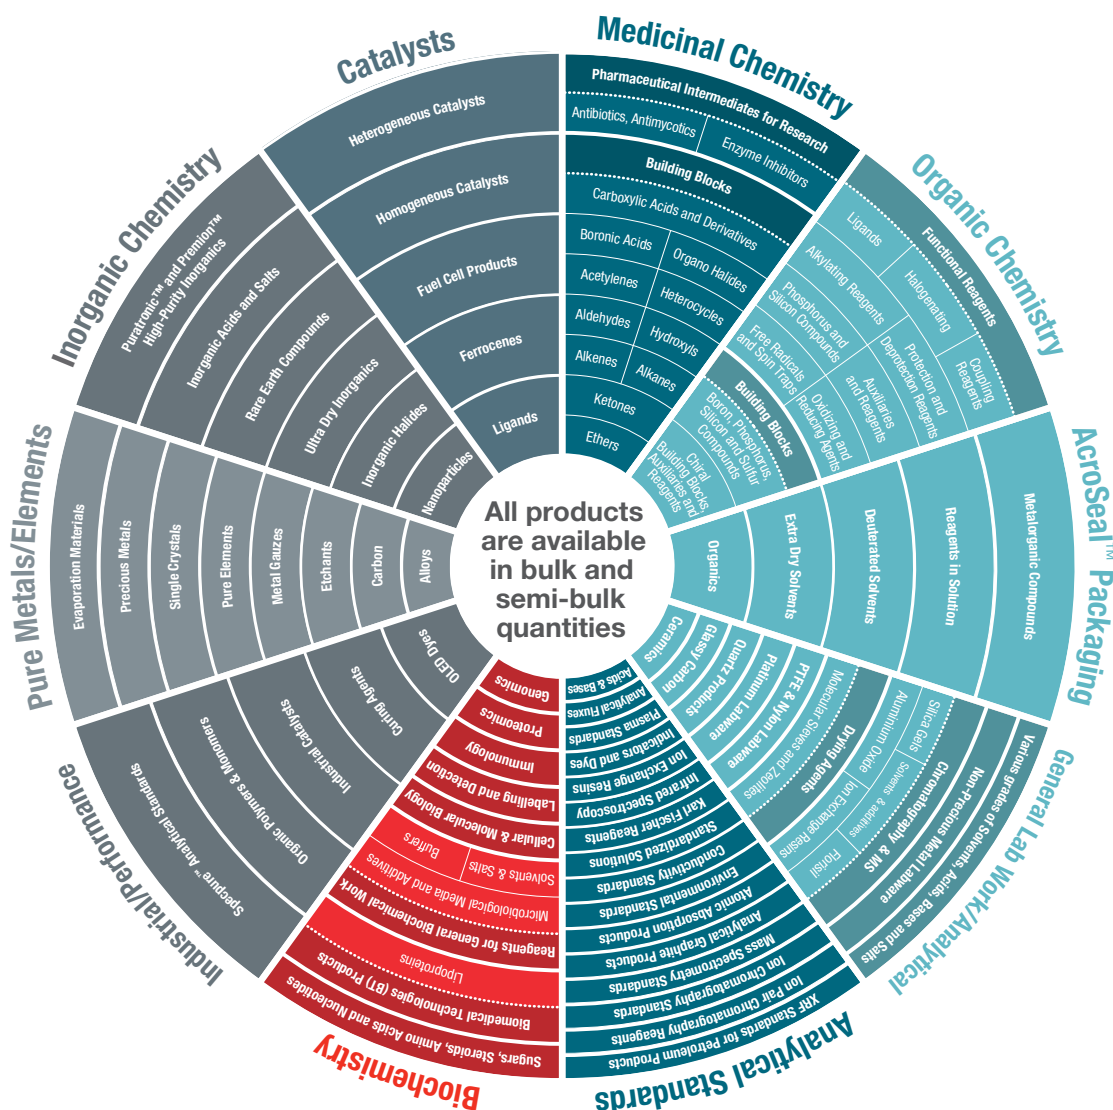 Medicinal Chemistry
Pharmaceutical Intermediates for Research
Antibiotics, Antimycotics
Enzyme Inhibitors
Building Blocks
Carboxylic Acids and Derivatives
Boronic Acids
Organo Halides
Acetylenes
Heterocycles
Aldehydes
Hydroxyls
Alkenes
Alkanes
Ketones
Ethers
Organic Chemistry
Functional Reagents
Ligands
Halogenating
Coupling
Reagents
Alkylating Reagents
Protection and
Deprotection Reagents
Phosphorus and
Silicon Compounds
Auxiliaries
and Reagents
Free Radicals
and Spin Traps
Oxidizing and
Reducing Agents
Building Blocks
Boron, Phosphorus,
Silicon and Sulfur
Compounds
Chiral
Building Blocks,
Auxiliaries and
Reagents
AcroSeal™ Packaging
Metalorganic Compounds
Reagents in Solution
Deuterated Solvents
Extra Dry Solvents
Organics
General Lab Work/Analytical
Various grades of Solvents, Acids, Bases and Salts
Non-Precious Metal Labware
Chromatography & MS
Silica Gels
Solvents & additives
Aluminium Oxide
Ion Exchange Resins
Florisil
Drying Agents
Molecular Sieves and Zeolites
PTFE & Nylon Labware
Platinum Labware
Quartz Products
Glassy Carbon
Ceramics
Analytical Standards
XRF Standards for Petroleum Products
Ion Pair Chromatography Reagents
Ion Chromatography Standards
Mass Spectrometry Standards
Analytical Graphite Products
Atomic Absorption Products
Environmental Standards
Conductivity Standards
Standardized Solutions
Karl Fischer Reagents
Infrared Spectroscopy
Ion Exchange Resins
Indicators and Dyes
Plasma Standards
Analytical Fluxes
Acids & Bases
Biochemistry
Sugars, Amino Acids, Steroids, and Nucleotides
Biomedical Technologies (BT) Products
Lipoproteins
Reagents for General Biochemical Work
Microbiological Media and Additives
Solvents & Salts
Buffers
Cellular & Molecular Biology
Labelling and Detection
Immunology
Proteomics
Genomics
Industrial/Performance
Specpure™ Analytical Standards
Organic Polymers & Monomers
Industrial Catalysts
Curing Agents
OLED Dyes
Pure Metals/Elements
Evaporation Materials
Precious Metals
Single Crystals
Pure Elements
Metal Gauzes
Etchants
Carbon
Alloys
Inorganic Chemistry
Puratronic™ and Premion™
High-Purity Inorganics
Inorganic Acids and Salts
Rare Earth Compounds
Ultra Dry Inorganics
Inorganic Halides
Nanoparticles
Catalysts
Heterogeneous Catalysts
Homogeneous Catalysts
Fuel Cell Products
Ferrocenes
Ligands
All products
are available
in bulk and
semi-bulk
quantities